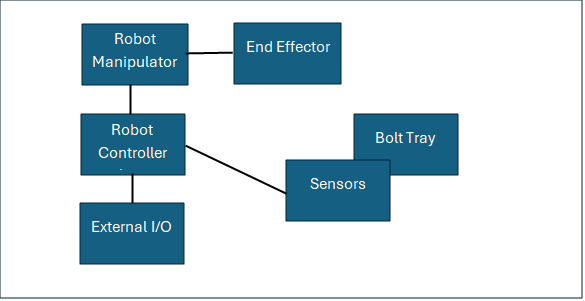 Robot
Manipulator
End Effector
Robot
Controller
Bolt Tray
Sensors
External I/O